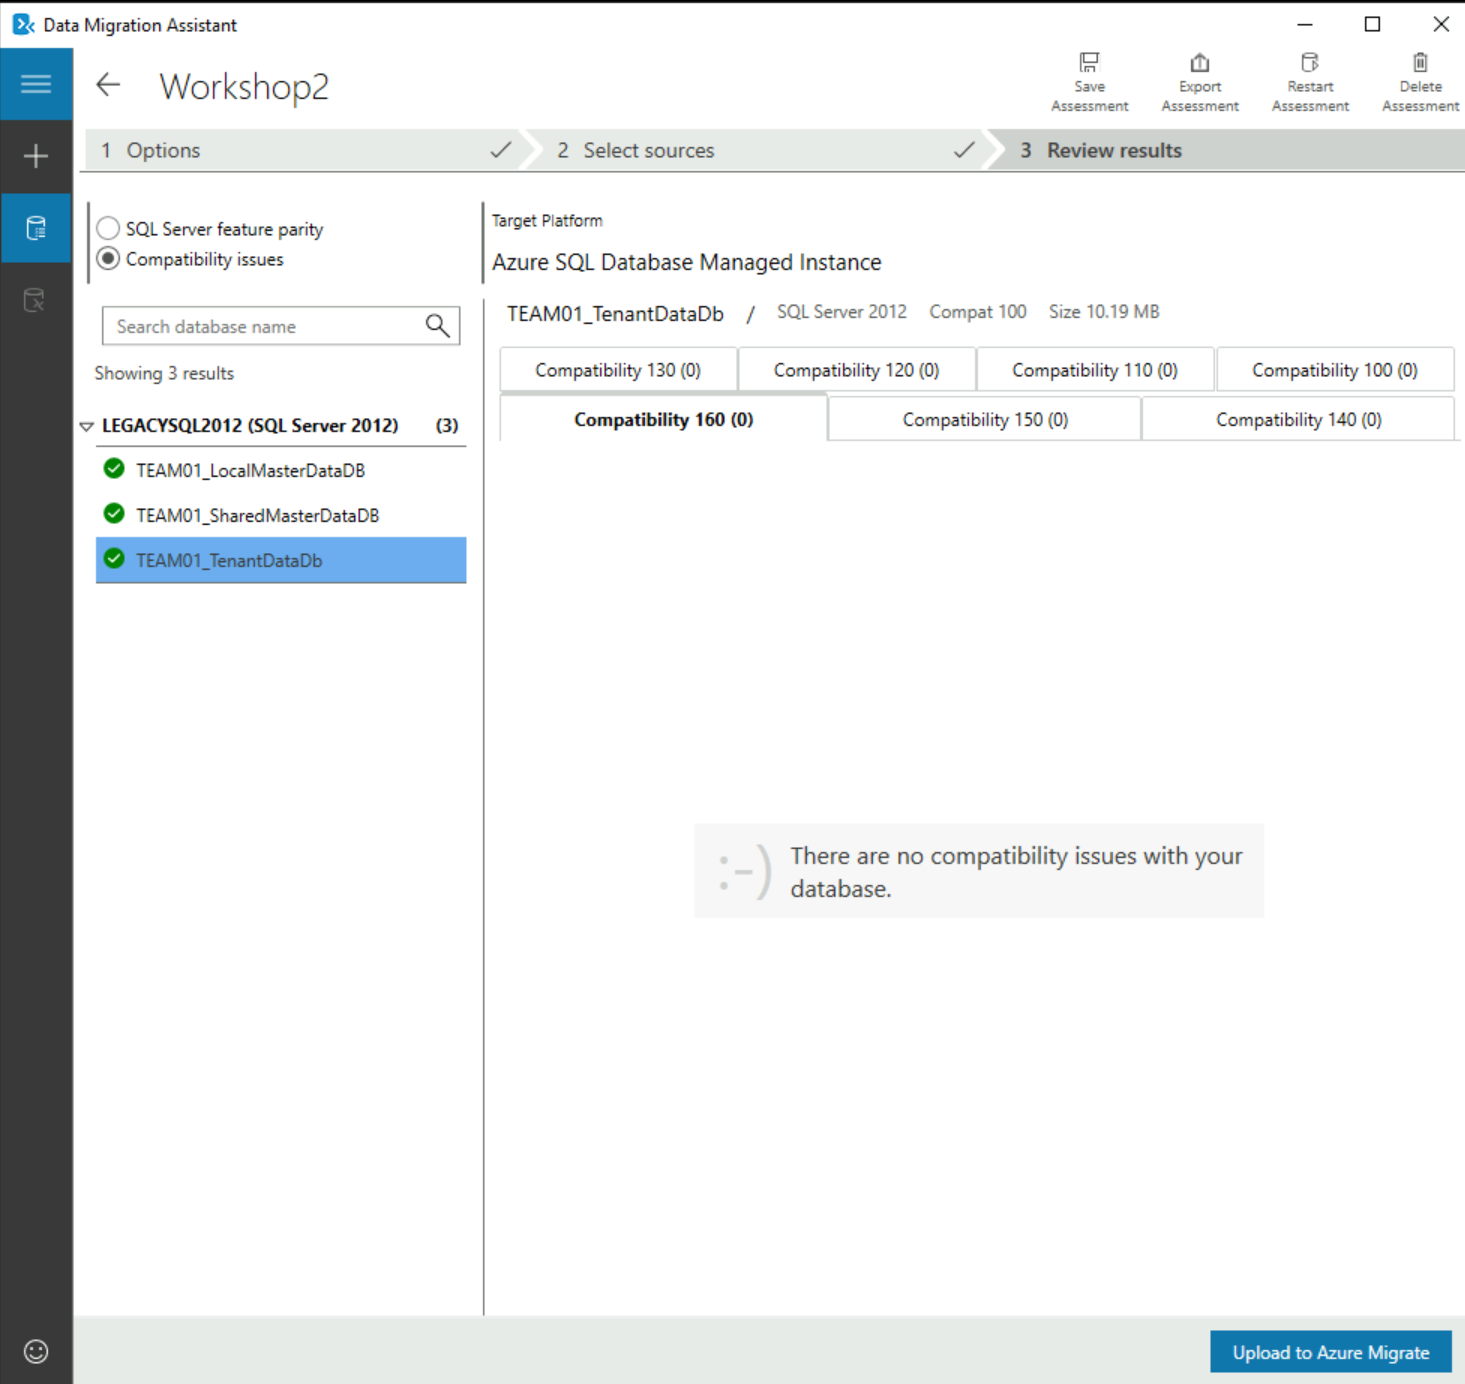 Data Migration Assistant
Workshop2
Save
Assessment
Export
Assessment
Restart
Assessment
Delete
Assessment
1 Options
2 Select sources
3 Review results
SQL Server feature parity
Compatibility issues
Search database name
Showing 3 results
LEGACYSQL2012 (SQL Server 2012) (3)
TEAM01_LocalMasterDataDB
TEAM01_SharedMasterDataDB
TEAM01_TenantDataDb
Target Platform
Azure SQL Database Managed Instance
TEAM01_TenantDataDb / SQL Server 2012 Compat 100 Size 10.19 MB
Compatibility 130 (0) Compatibility 120 (0) Compatibility 110 (0) Compatibility 100 (0)
Compatibility 160 (0) Compatibility 150 (0) Compatibility 140 (0)
:-)
There are no compatibility issues with your
database.
Upload to Azure Migrate